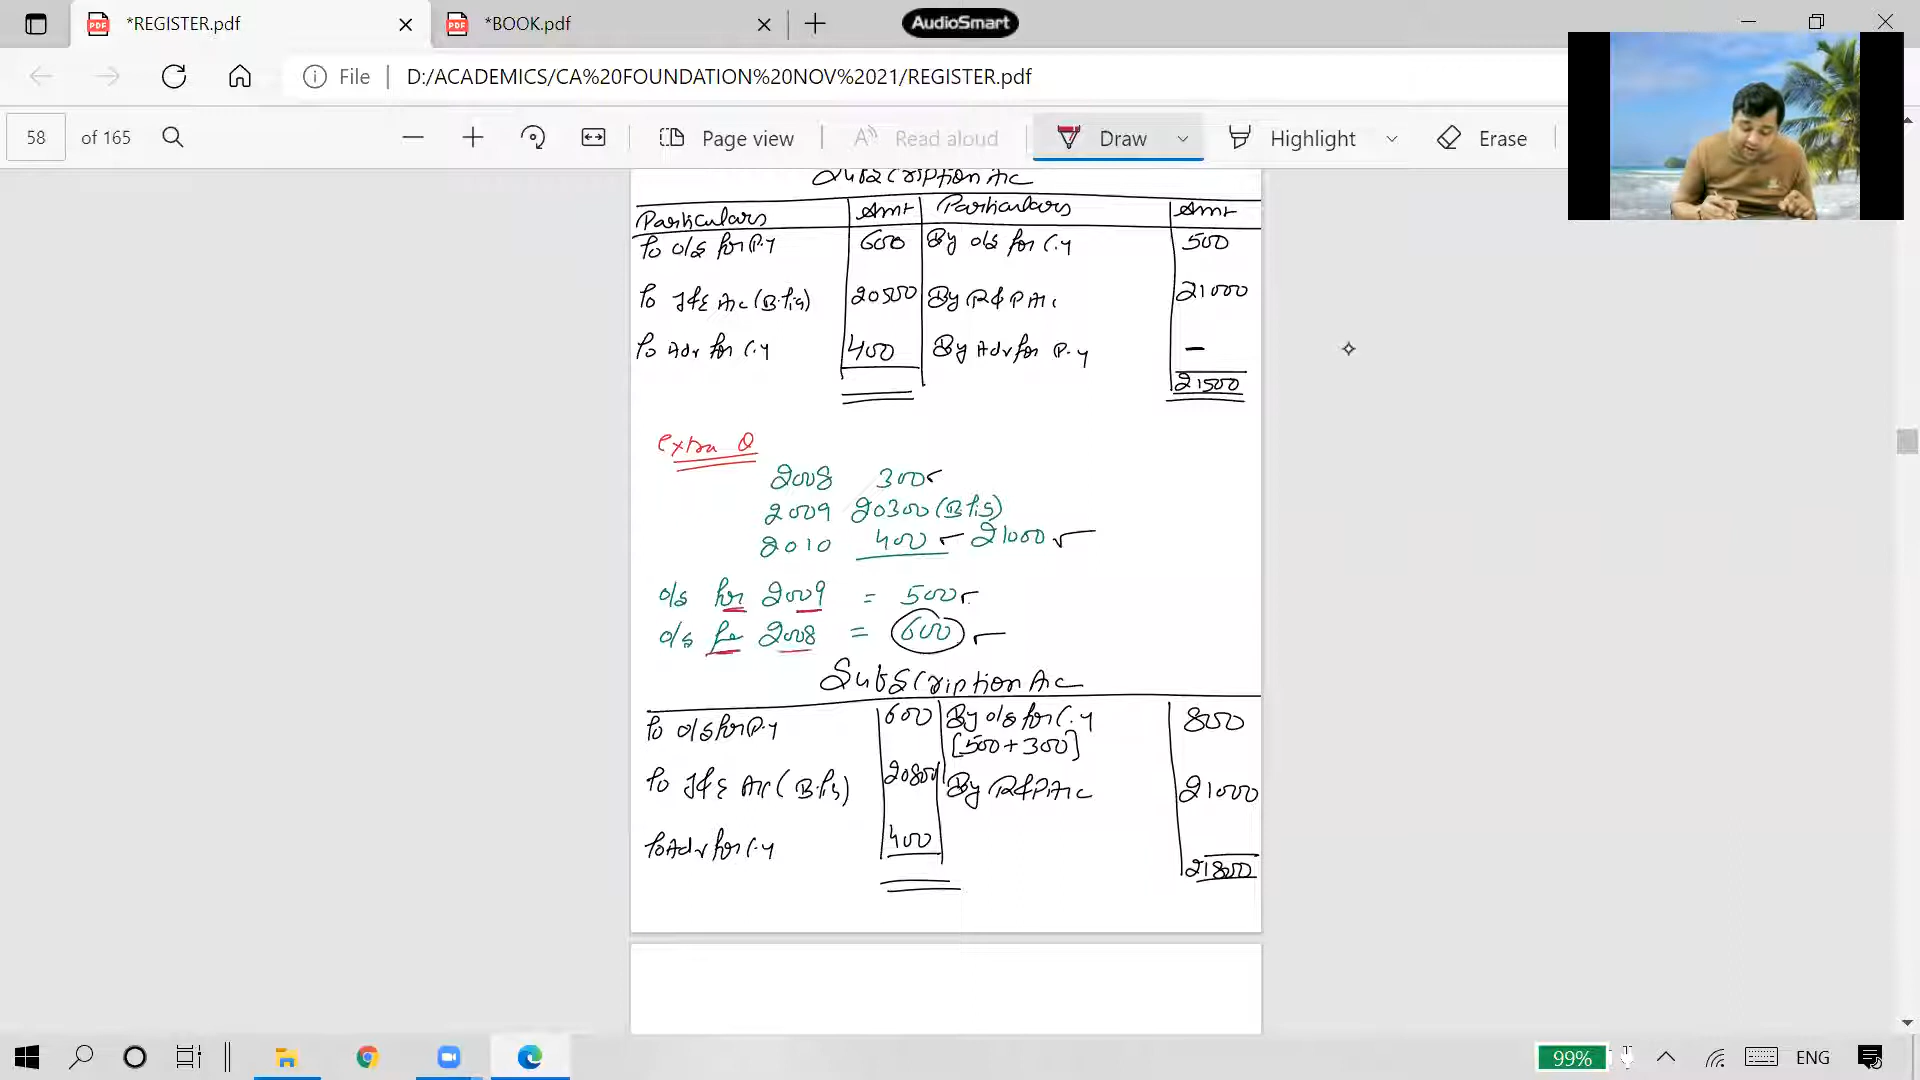 *REGISTER.pdf
*BOOK.pdf
AudioSmart
File
D:/ACADEMICS/CA%20FOUNDATION%20NOV%2021/REGISTER.pdf
58 of 165
Page view
Read aloud
Draw
Highlight
Erase
Subscription A/c
Particulars Amt Particulars Amt
To o/s for P.Y 600 By o/s for C.Y 500
To I&E A/c (B.fig) 20500 By R&P A/c 21000
To Adv for C.Y 400 By Adv for P.Y –
21500
Extra Q
2008 300
2009 20300 (B.fig)
2010 400 21000
o/s for 2009 = 500
o/s for 2008 = 600
Subscription A/c
To o/s for P.Y 600 By o/s for C.Y 800
[500+300]
To I&E A/c (B.fig) 20800 By R&P A/c 21000
To Adv for C.Y 400
21800
99%
ENG